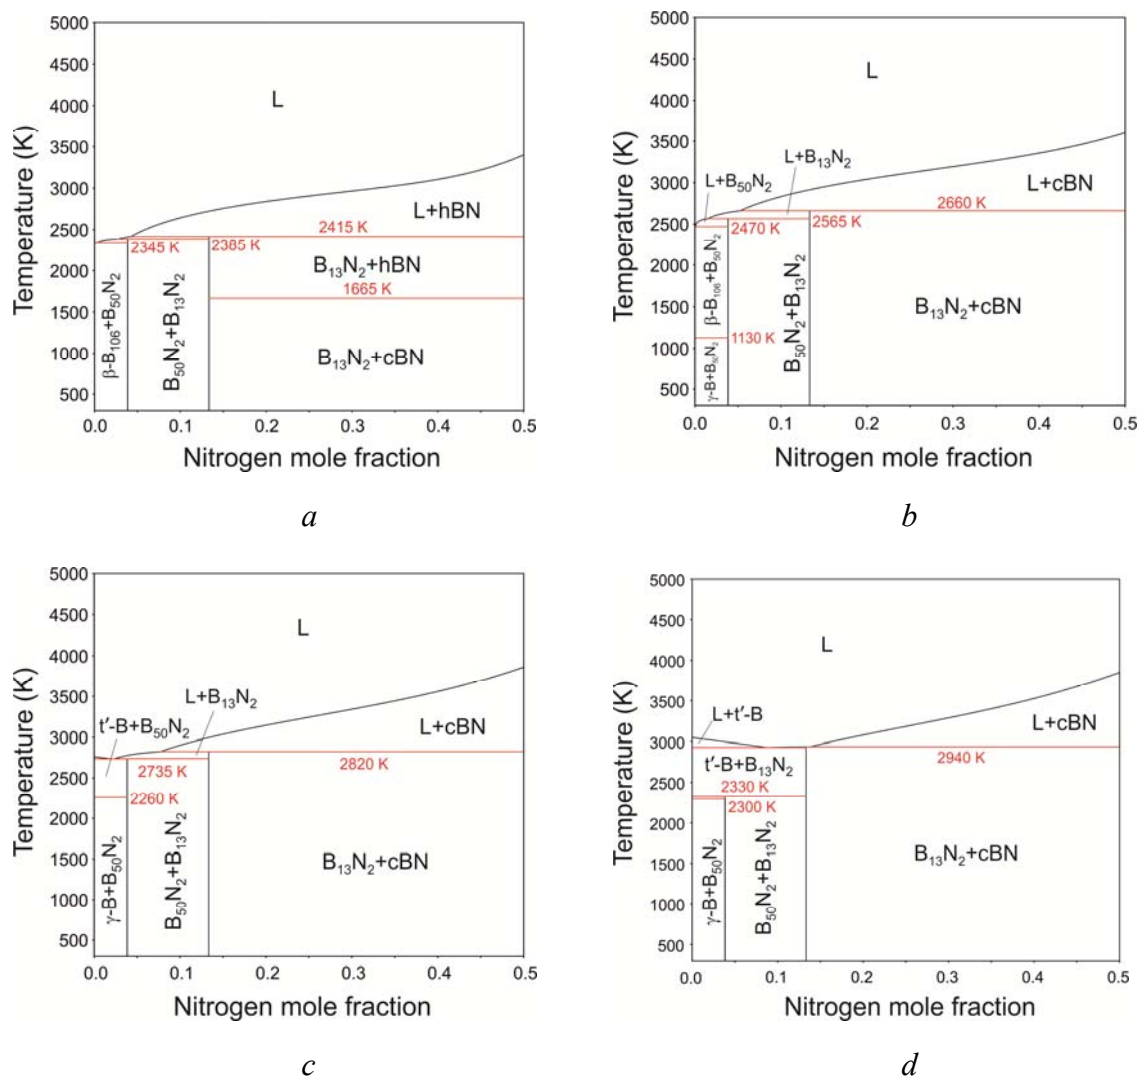 5000
4500
4000
3500
3000
2500
2000
1500
1000
500
Temperature (K)
L
L+hBN
2415 K
2345 K
2385 K
B₁₃N₂+hBN
1665 K
B₁₃N₂+cBN
β-B₁₀₆+B₅₀N₂
B₅₀N₂+B₁₃N₂
0.0 0.1 0.2 0.3 0.4 0.5
Nitrogen mole fraction
a
5000
4500
4000
3500
3000
2500
2000
1500
1000
500
Temperature (K)
L
L+B₁₃N₂
L+B₅₀N₂
L+cBN
2660 K
2470 K
2565 K
β-B₁₀₆+B₅₀N₂
B₅₀N₂+B₁₃N₂
B₁₃N₂+cBN
1130 K
γ-B+B₅₀N₂
0.0 0.1 0.2 0.3 0.4 0.5
Nitrogen mole fraction
b
5000
4500
4000
3500
3000
2500
2000
1500
1000
500
Temperature (K)
L
L+B₁₃N₂
t′-B+B₅₀N₂
L+cBN
2735 K
2820 K
2260 K
γ-B+B₅₀N₂
B₅₀N₂+B₁₃N₂
B₁₃N₂+cBN
0.0 0.1 0.2 0.3 0.4 0.5
Nitrogen mole fraction
c
5000
4500
4000
3500
3000
2500
2000
1500
1000
500
Temperature (K)
L
L+t′-B
L+cBN
t′-B+B₁₃N₂
2940 K
2330 K
2300 K
γ-B+B₅₀N₂
B₅₀N₂+B₁₃N₂
B₁₃N₂+cBN
0.0 0.1 0.2 0.3 0.4 0.5
Nitrogen mole fraction
d